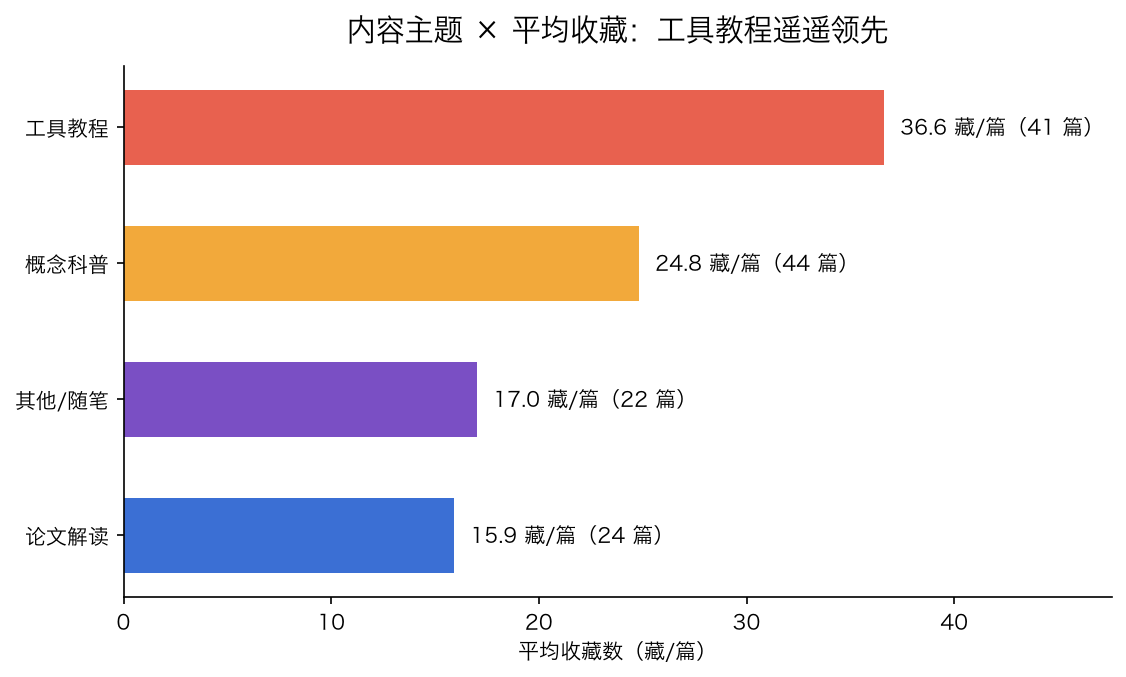 内容主题 × 平均收藏：工具教程遥遥领先
工具教程
36.6 藏/篇（41 篇）
概念科普
24.8 藏/篇（44 篇）
其他/随笔
17.0 藏/篇（22 篇）
论文解读
15.9 藏/篇（24 篇）
0 10 20 30 40
平均收藏数（藏/篇）